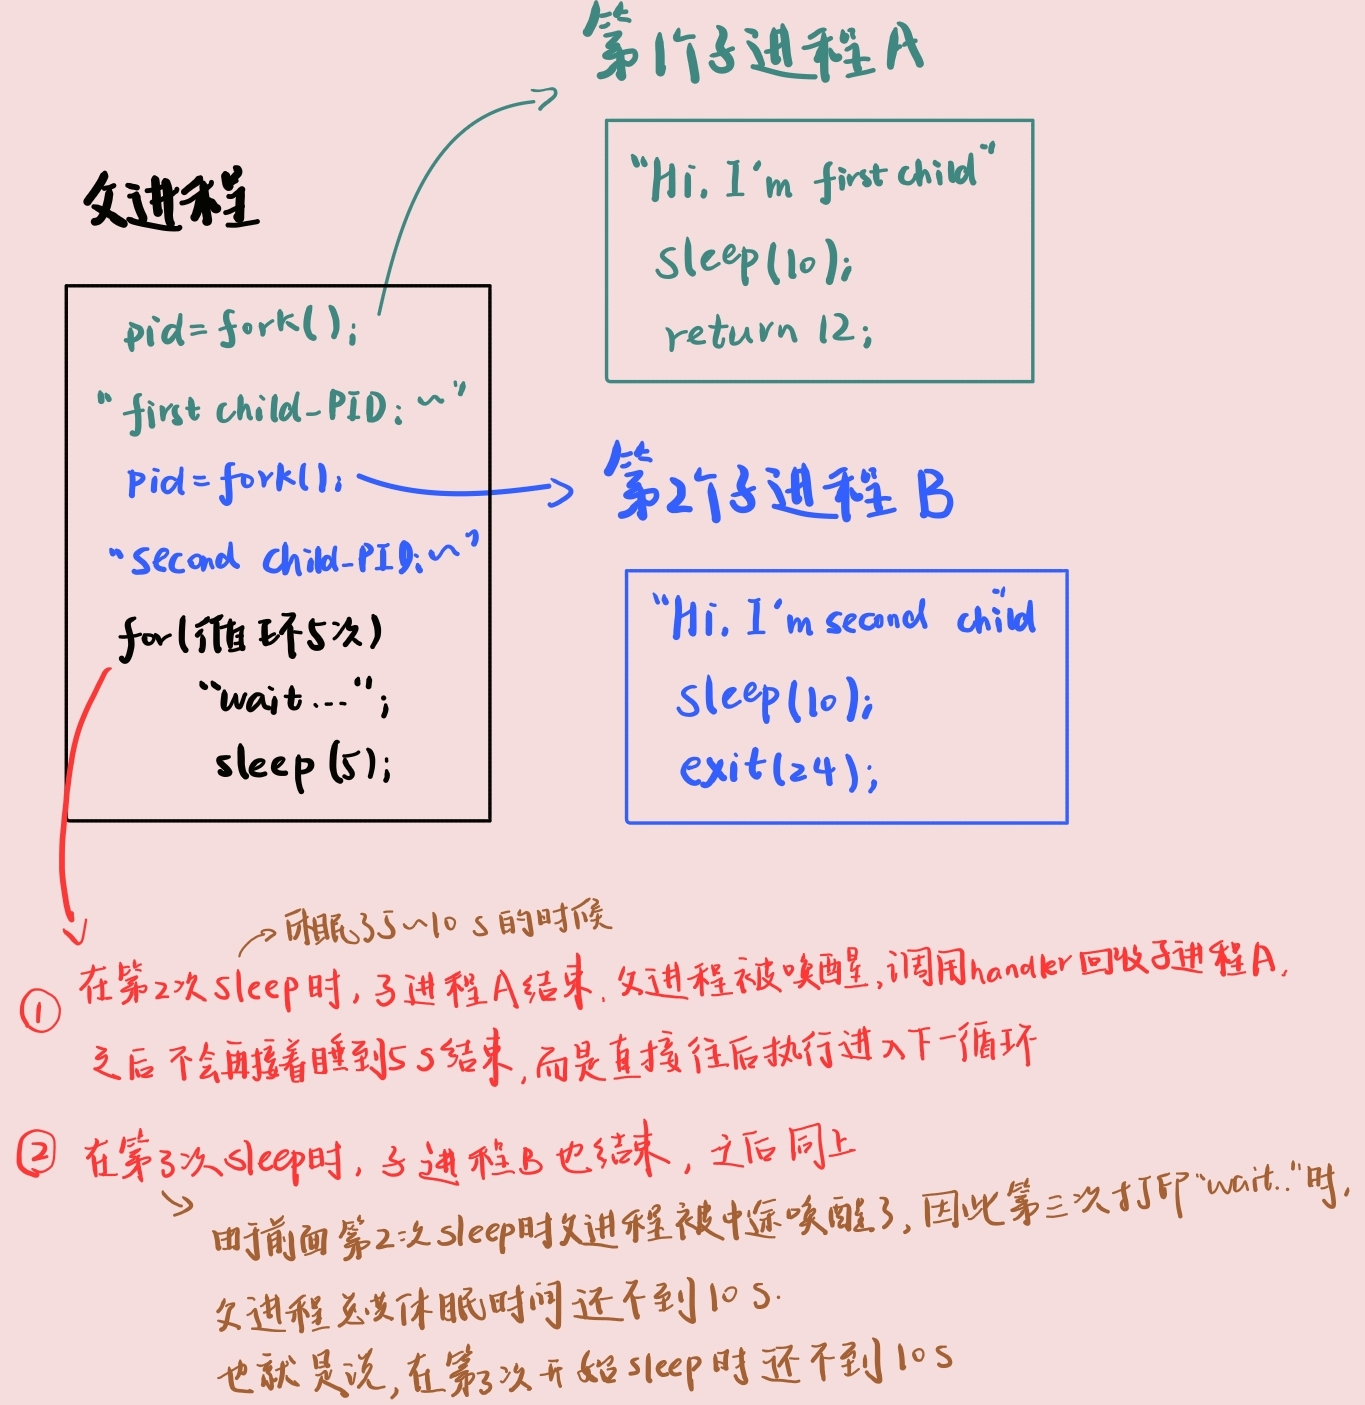 第1个子进程A
"Hi, I'm first child"
sleep(10);
return 12;
父进程
pid=fork();
"first child-PID: ~"
pid=fork();
"second child-PID: ~"
for(循环5次)
"wait...";
sleep(5);
第2个子进程 B
"Hi, I'm second child"
sleep(10);
exit(24);
休眠了5~10 s的时候
① 在第2次sleep时,子进程A结束,父进程被唤醒,调用handler回收子进程A,
之后不会再接着睡到5s结束,而是直接往后执行进入下一循环
② 在第3次sleep时,子进程B也结束,之后同上
由于前面第2次sleep时父进程被中途唤醒了,因此第三次打印"wait.."时,
父进程总共休眠时间还不到10 s.
也就是说,在第3次开始sleep时还不到10s